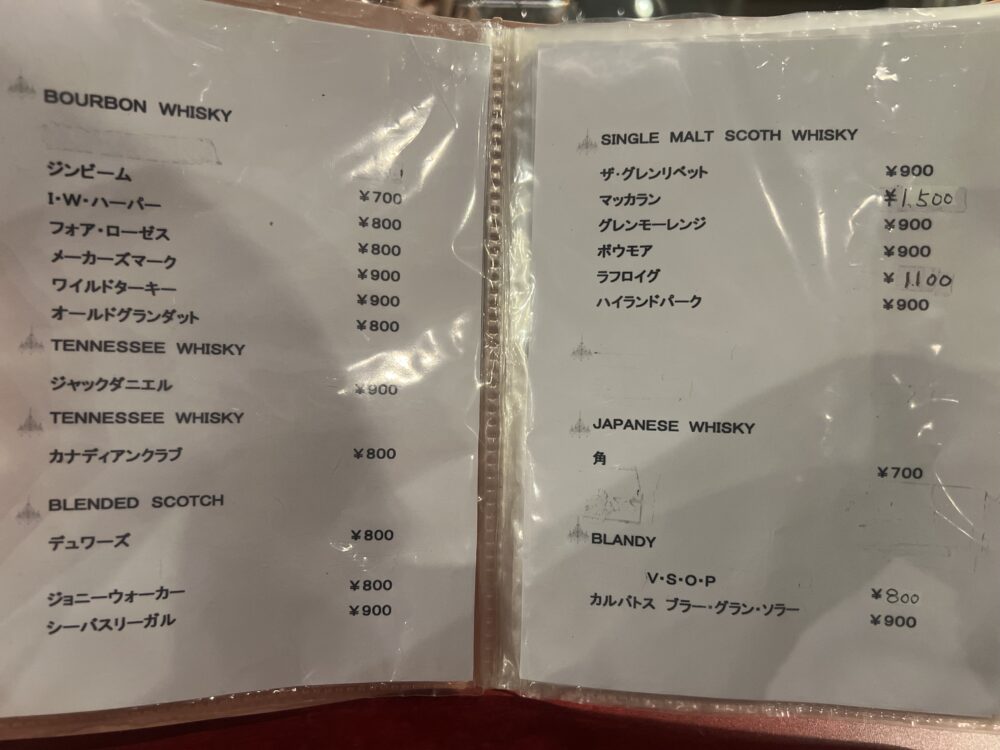 BOURBON WHISKY
ジンビーム ¥700
I・W・ハーパー ¥800
フォア・ローゼス ¥800
メーカーズマーク ¥900
ワイルドターキー ¥900
オールドグランダット ¥800
TENNESSEE WHISKY
ジャックダニエル ¥900
TENNESSEE WHISKY
カナディアンクラブ ¥800
BLENDED SCOTCH
デュワーズ ¥800
ジョニーウォーカー ¥800
シーバスリーガル ¥900
SINGLE MALT SCOTH WHISKY
ザ・グレンリベット ¥900
マッカラン ¥1.500
グレンモーレンジ ¥900
ボウモア ¥900
ラフロイグ ¥1100
ハイランドパーク ¥900
JAPANESE WHISKY
角 ¥700
BLANDY
V・S・O・P ¥800
カルバトス ブラー・グラン・ソラー ¥900